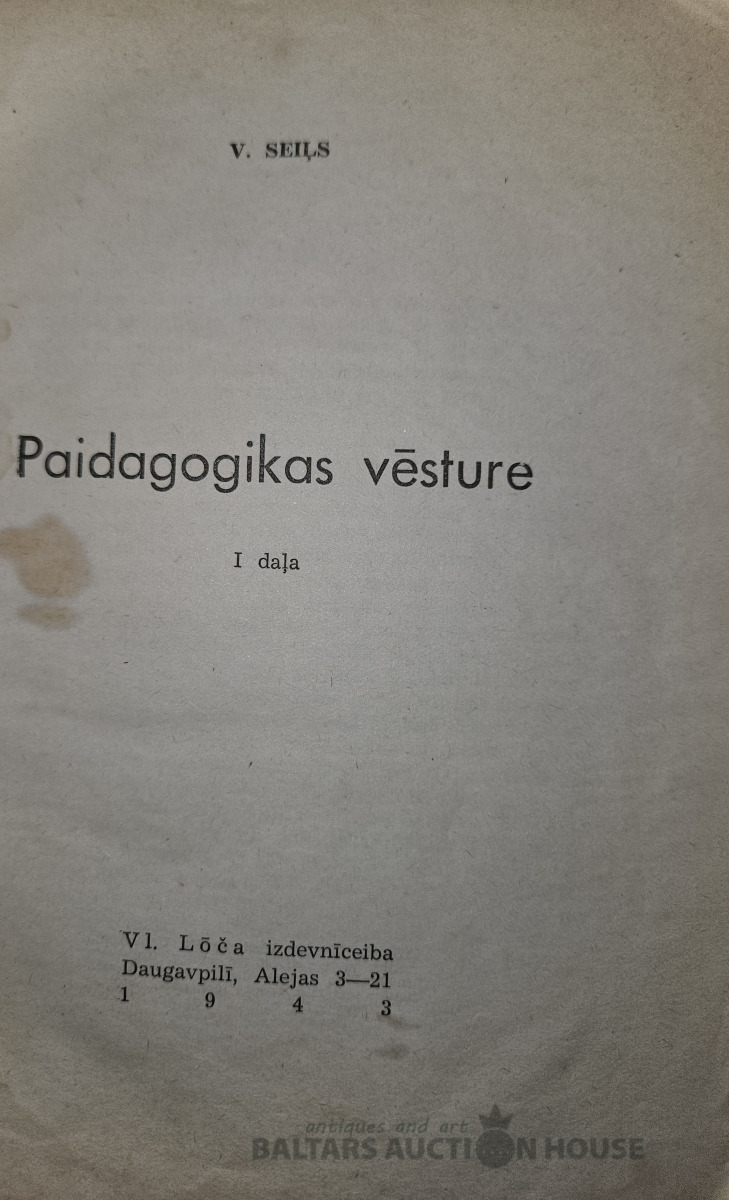 V. SEIĻS
Paidagogikas vēsture
I daļa
Vl. Lōča izdevnīceiba
Daugavpilī, Alejas 3—21
1 9 4 3
antiques and art
BALTARS AUCTION HOUSE